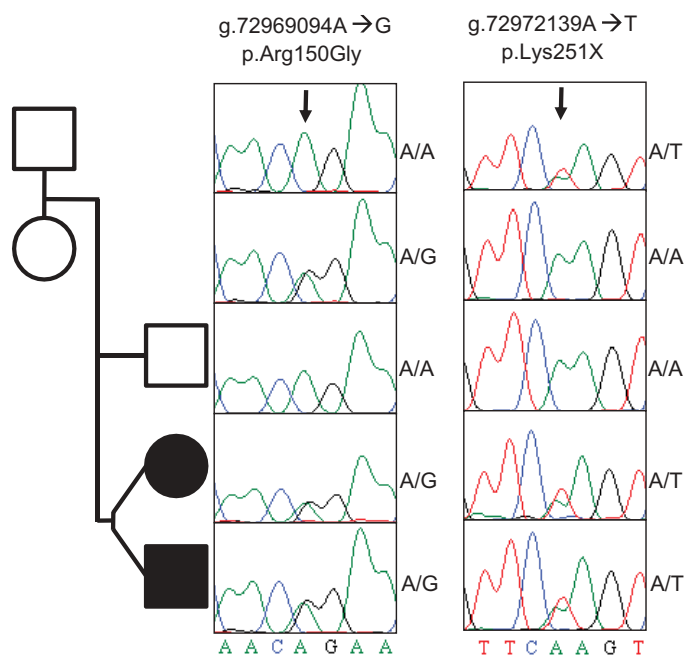 g.72969094A →G
p.Arg150Gly
g.72972139A →T
p.Lys251X
A/A
A/T
A/G
A/A
A/A
A/A
A/G
A/T
A/G
A/T
A A C A G A A
T T C A A G T